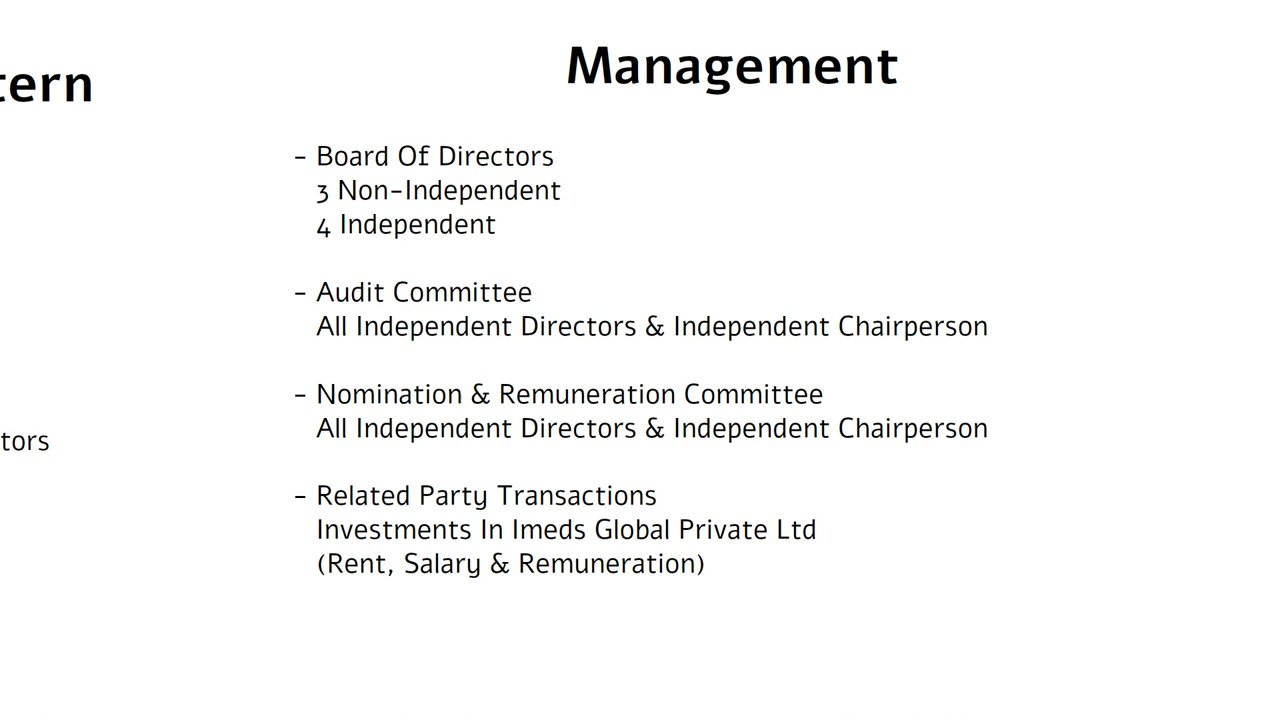 tern
Management
- Board Of Directors
3 Non-Independent
4 Independent
- Audit Committee
All Independent Directors & Independent Chairperson
- Nomination & Remuneration Committee
All Independent Directors & Independent Chairperson
tors
- Related Party Transactions
Investments In Imeds Global Private Ltd
(Rent, Salary & Remuneration)